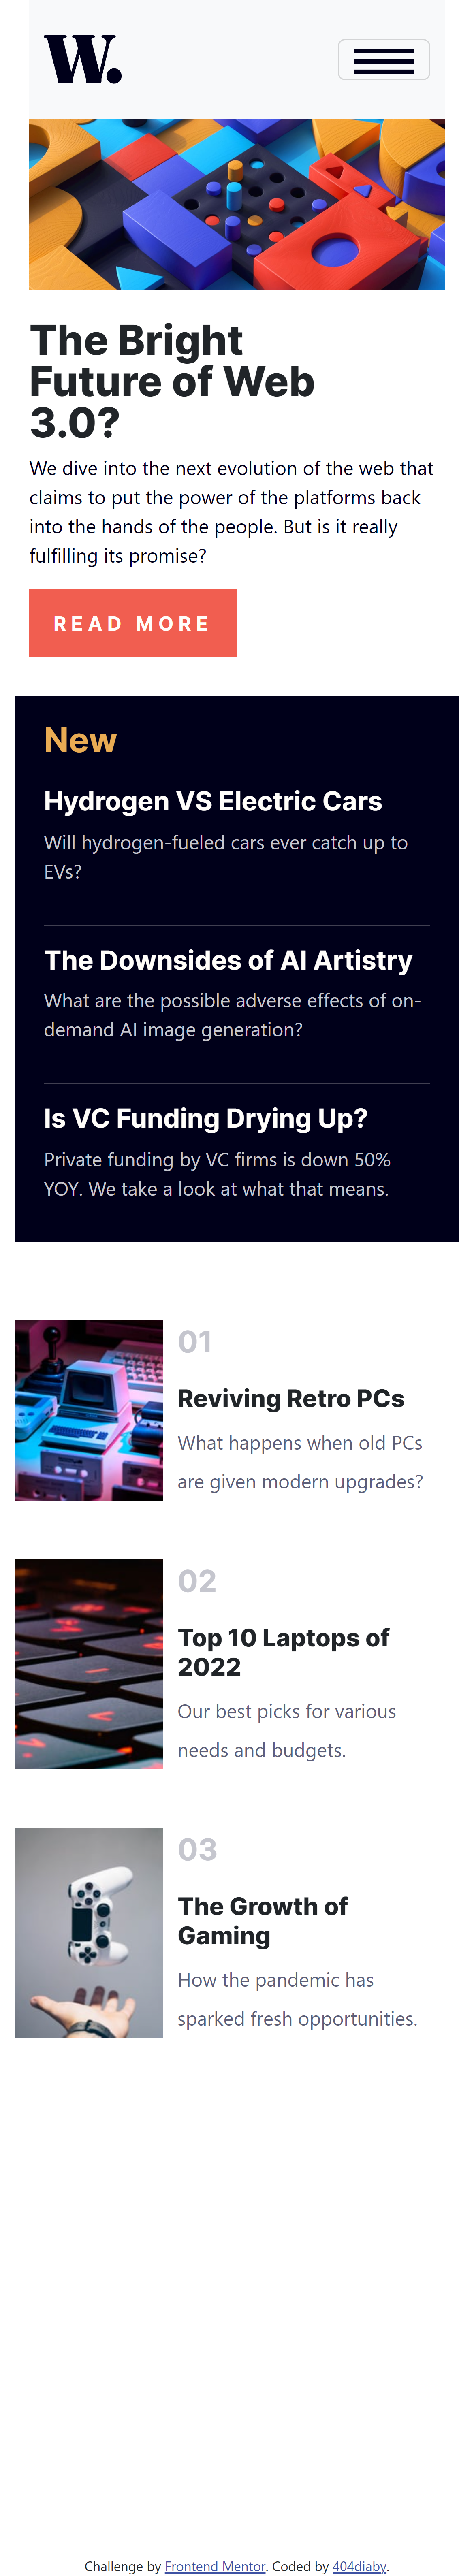 W.
The Bright
Future of Web
3.0?
We dive into the next evolution of the web that
claims to put the power of the platforms back
into the hands of the people. But is it really
fulfilling its promise?
READ MORE
New
Hydrogen VS Electric Cars
Will hydrogen-fueled cars ever catch up to
EVs?
The Downsides of AI Artistry
What are the possible adverse effects of on-
demand AI image generation?
Is VC Funding Drying Up?
Private funding by VC firms is down 50%
YOY. We take a look at what that means.
01
Reviving Retro PCs
What happens when old PCs
are given modern upgrades?
02
Top 10 Laptops of
2022
Our best picks for various
needs and budgets.
03
The Growth of
Gaming
How the pandemic has
sparked fresh opportunities.
Challenge by Frontend Mentor. Coded by 404diaby.